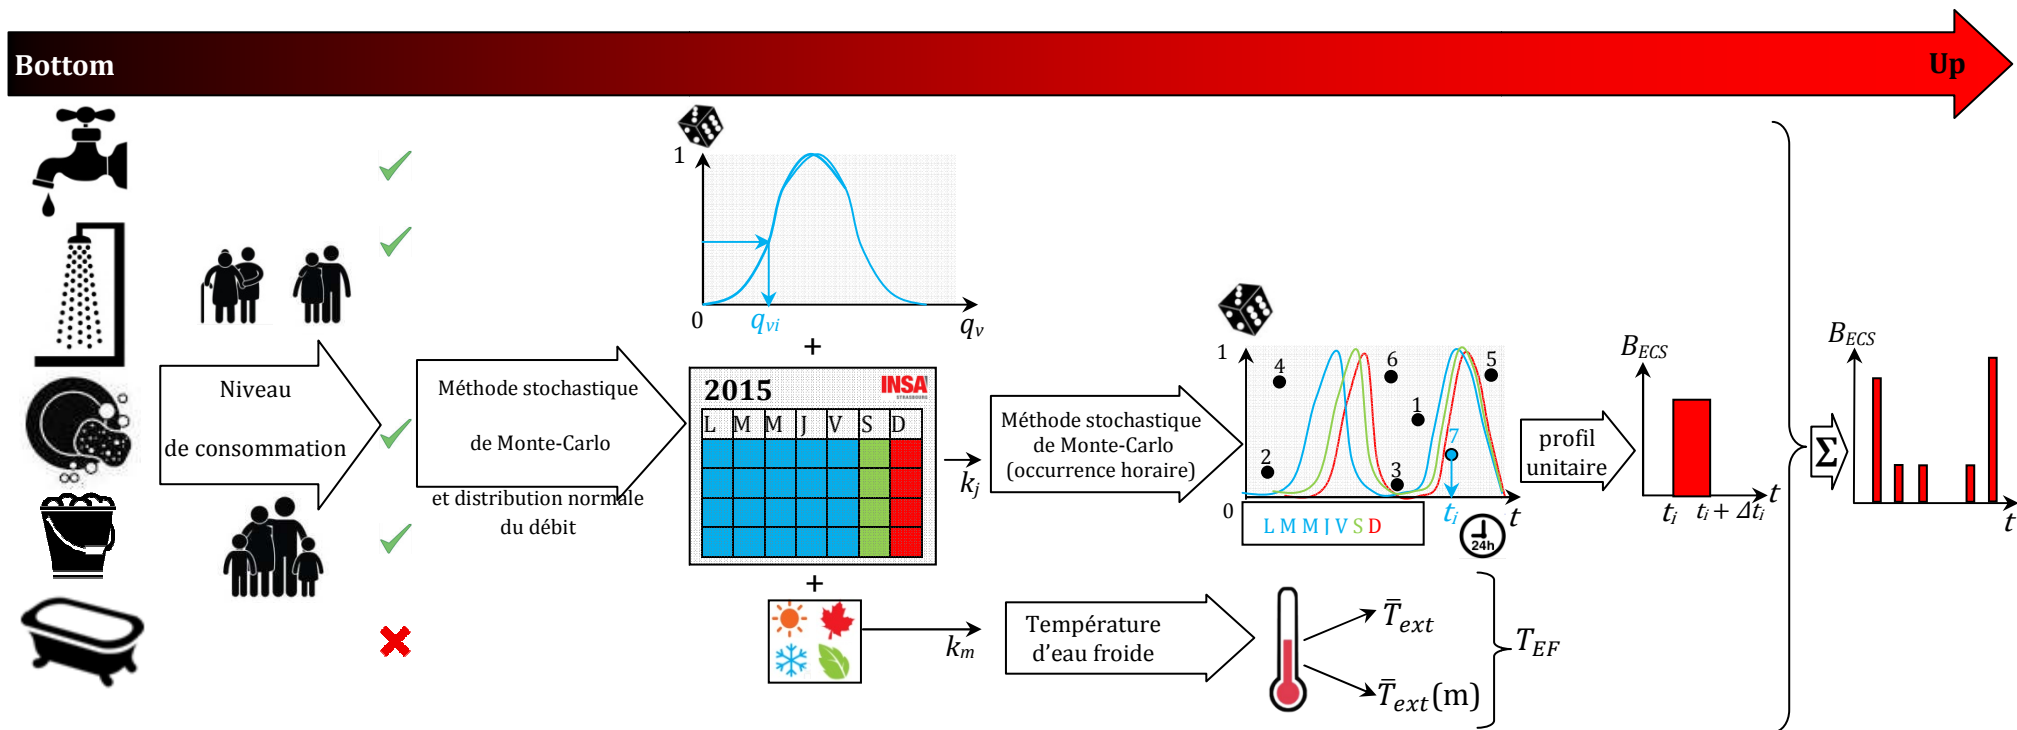 Bottom
Up
1
0
q_vi
q_v
+
Niveau
de consommation
Méthode stochastique
de Monte-Carlo
et distribution normale
du débit
2015
INSA
STRASBOURG
L M M J V S D
k_j
+
k_m
Méthode stochastique
de Monte-Carlo
(occurrence horaire)
1
4
6
5
1
7
2
3
0
t_i
t
L M M J V S D
24h
Température
d'eau froide
T̄_ext
T̄_ext(m)
T_EF
profil
unitaire
B_ECS
t_i
t_i + Δt_i
t
Σ
B_ECS
t